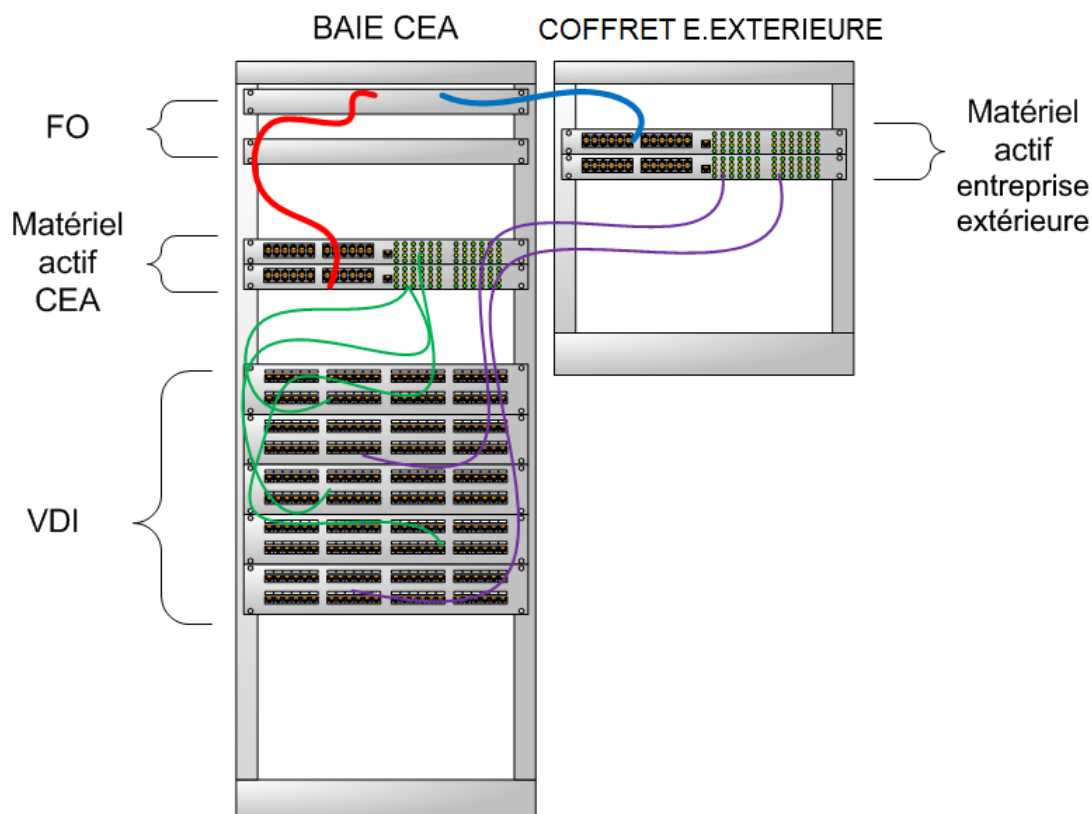 BAIE CEA
COFFRET E.EXTERIEURE
FO
Matériel
actif
entreprise
extérieure
Matériel
actif
CEA
VDI